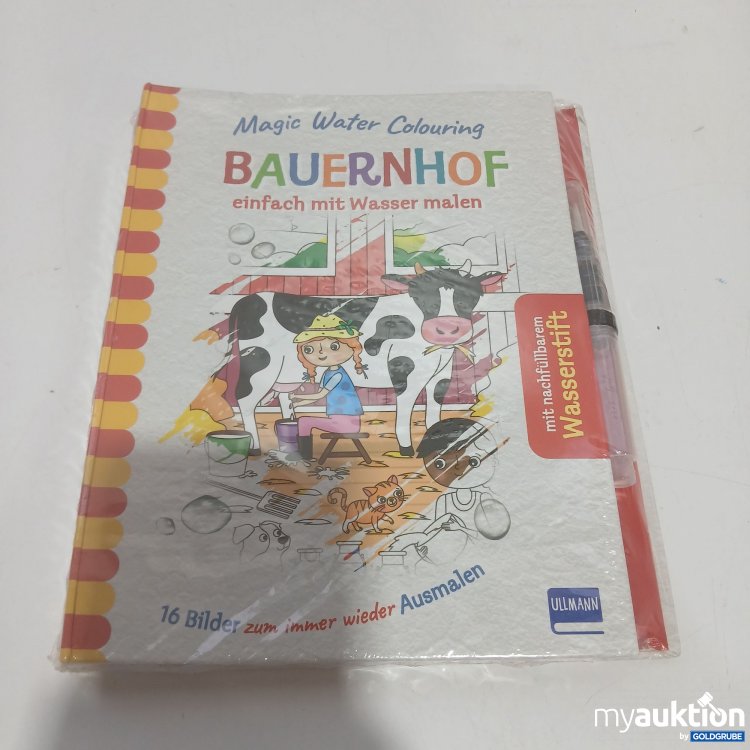 Magic Water Colouring
BAUERNHOF
einfach mit Wasser malen
mit nachfüllbarem
Wasserstift
16 Bilder zum immer wieder Ausmalen
ULLMANN
myauktion
by GOLDGRUBE